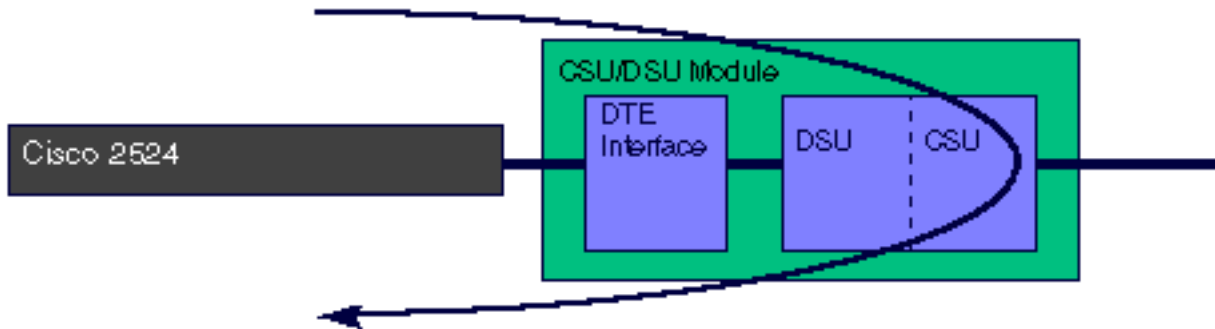 CSU/DSU Module
DTE
Interface
DSU
CSU
Cisco 2524